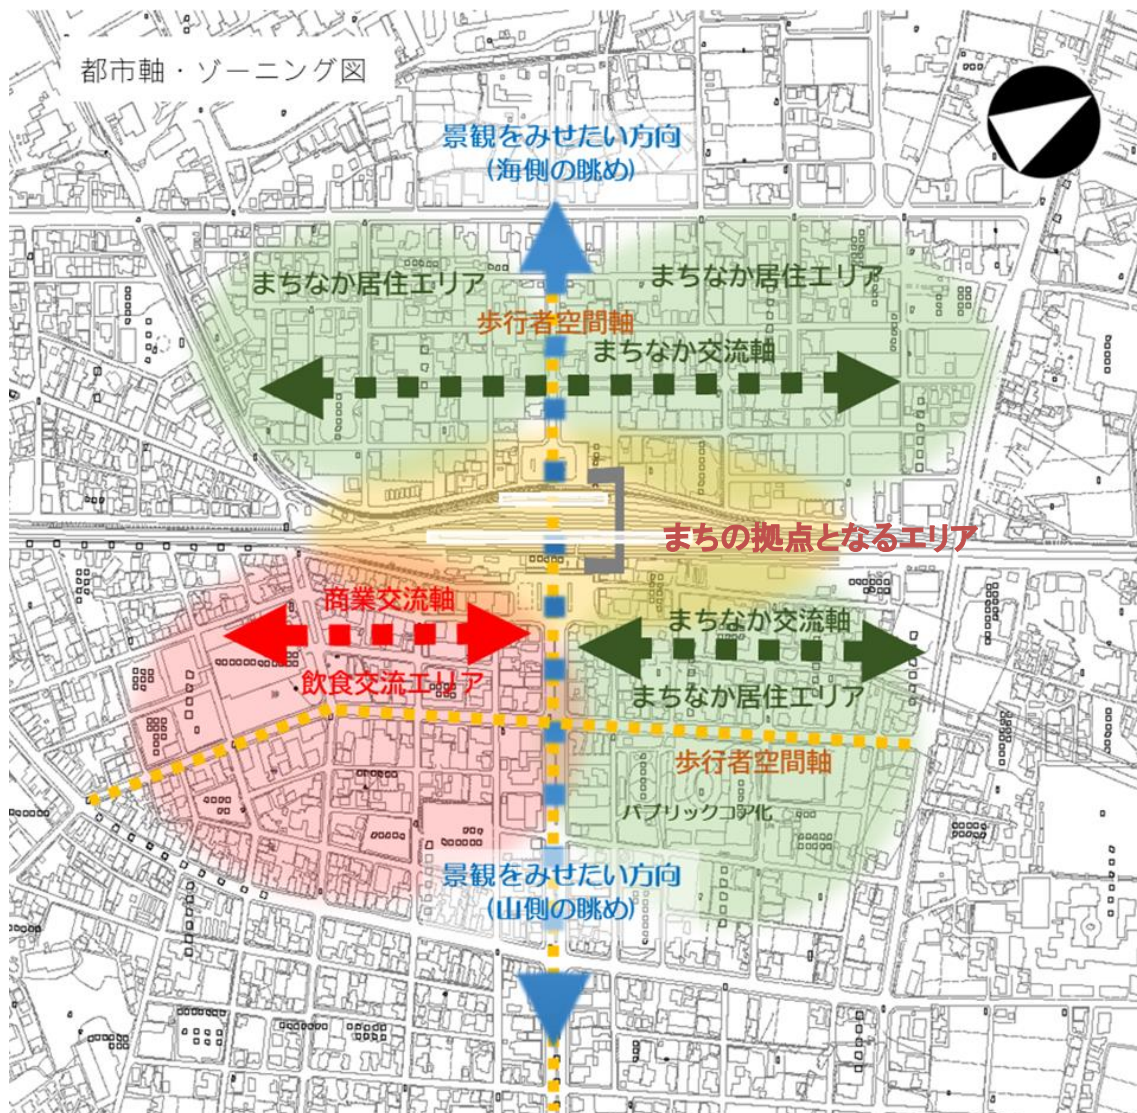 都市軸・ゾーニング図
景観をみせたい方向
(海側の眺め)
まちなか居住エリア
まちなか居住エリア
歩行者空間軸
まちなか交流軸
まちの拠点となるエリア
商業交流軸
まちなか交流軸
飲食交流エリア
まちなか居住エリア
歩行者空間軸
パブリックコア化
景観をみせたい方向
(山側の眺め)